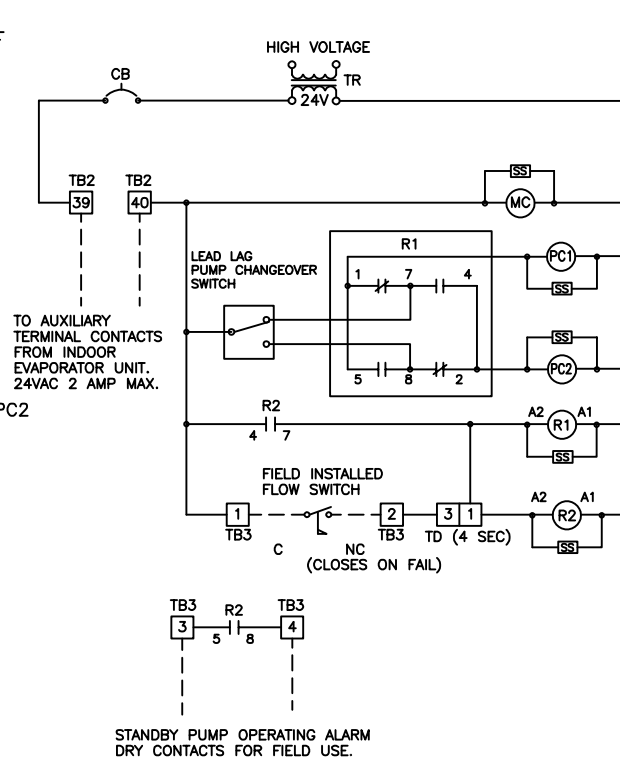 HIGH VOLTAGE
CB
TR
24V
TB2
TB2
39
40
SS
MC
R1
LEAD LAG
PUMP CHANGEOVER
SWITCH
PC1
1
7
4
SS
TO AUXILIARY
TERMINAL CONTACTS
FROM INDOOR
EVAPORATOR UNIT.
24VAC 2 AMP MAX.
SS
PC2
5
8
2
PC2
R2
4
7
A2
R1
A1
SS
FIELD INSTALLED
FLOW SWITCH
A2
R2
A1
1
2
3
1
TB3
TB3
TD (4 SEC)
SS
C
NC
(CLOSES ON FAIL)
TB3
R2
TB3
3
4
5
8
STANDBY PUMP OPERATING ALARM
DRY CONTACTS FOR FIELD USE.